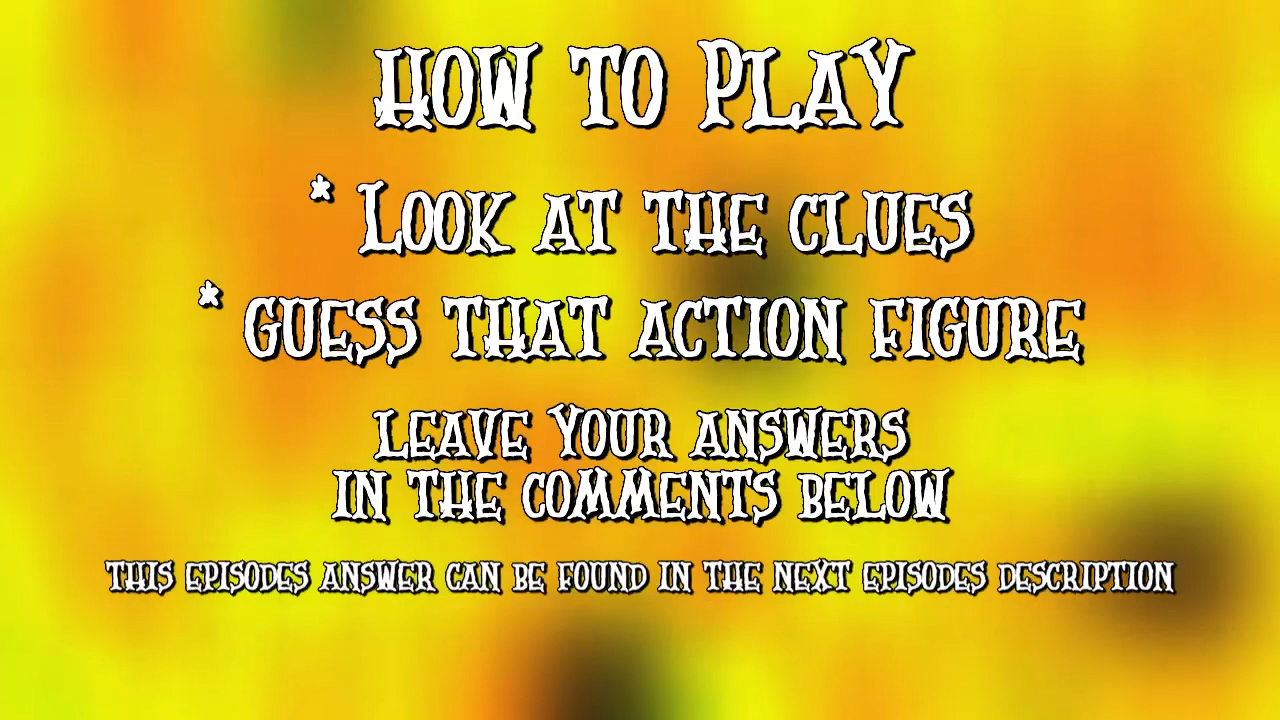 HOW TO PLAY
* LOOK AT THE CLUES
* GUESS THAT ACTION FIGURE
LEAVE YOUR ANSWERS
IN THE COMMENTS BELOW
THIS EPISODES ANSWER CAN BE FOUND IN THE NEXT EPISODES DESCRIPTION